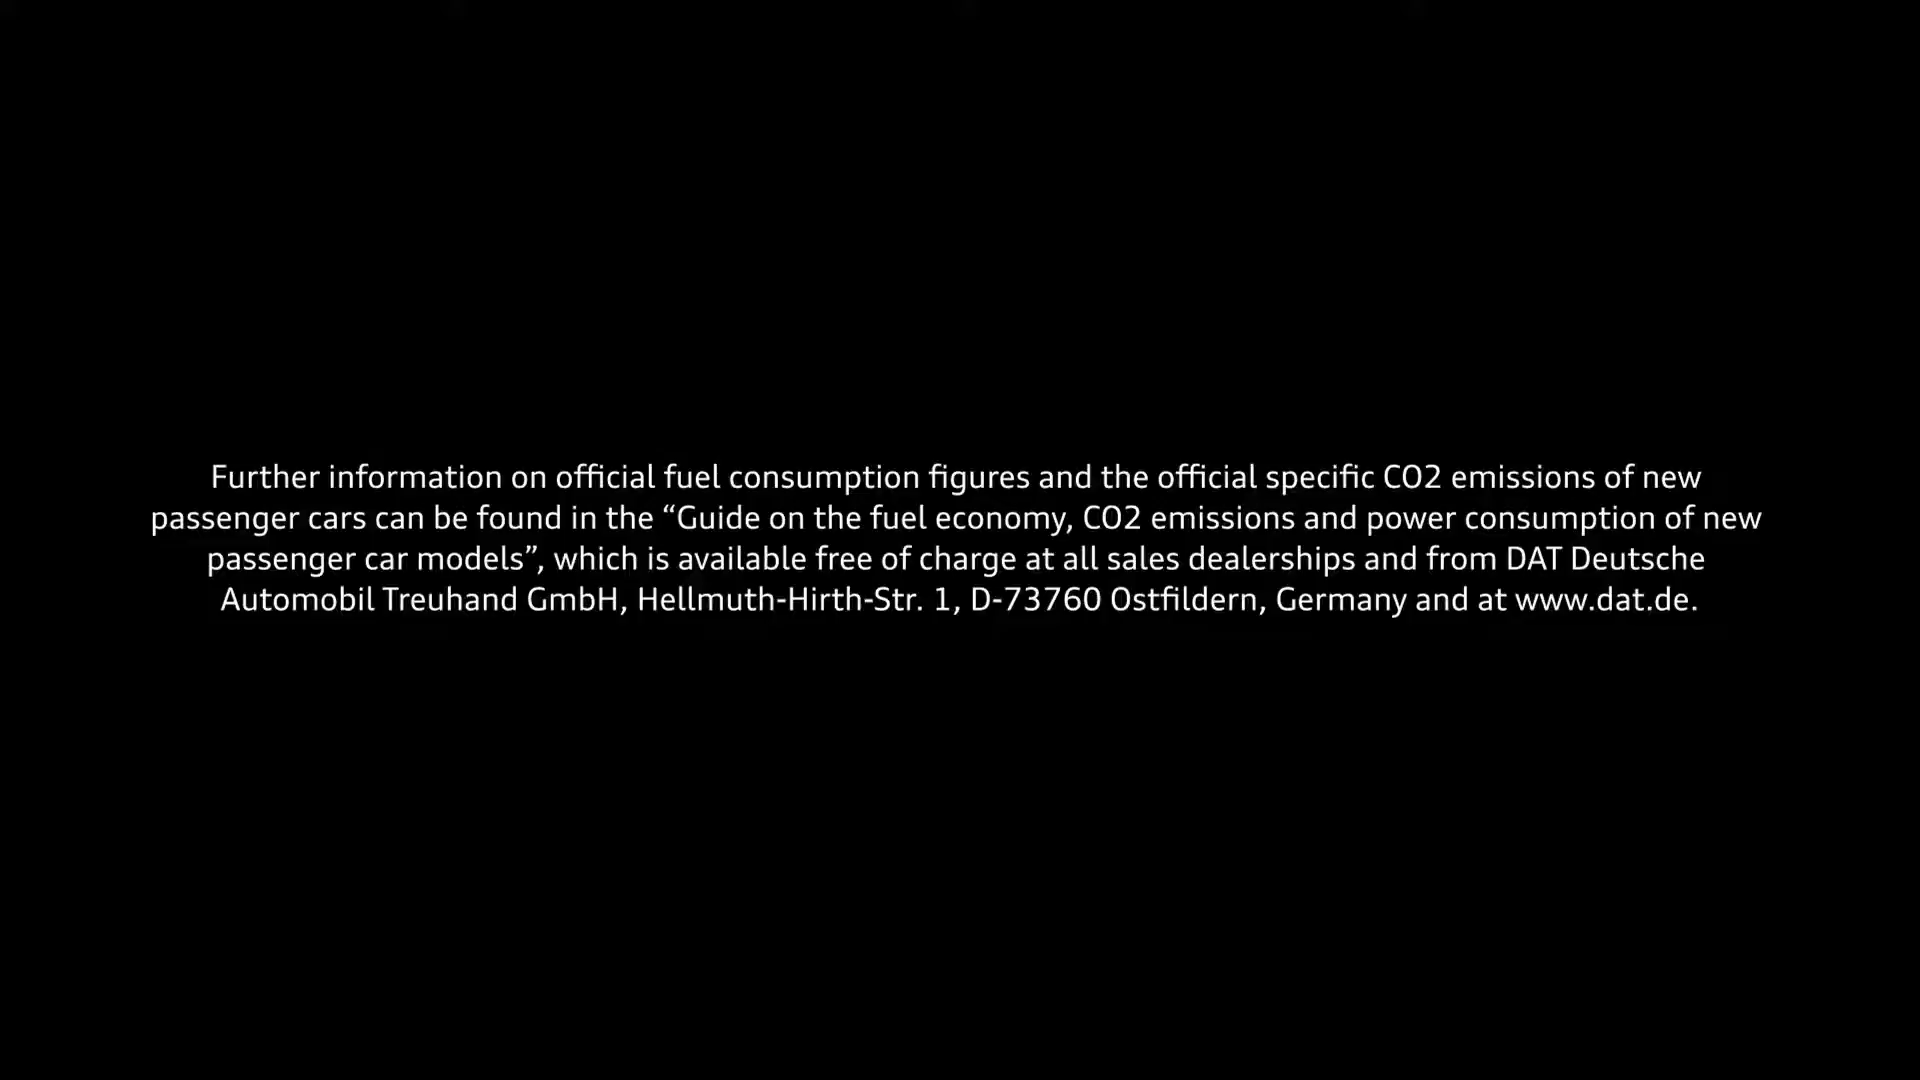 Further information on official fuel consumption figures and the official specific CO2 emissions of new
passenger cars can be found in the “Guide on the fuel economy, CO2 emissions and power consumption of new
passenger car models”, which is available free of charge at all sales dealerships and from DAT Deutsche
Automobil Treuhand GmbH, Hellmuth-Hirth-Str. 1, D-73760 Ostfildern, Germany and at www.dat.de.